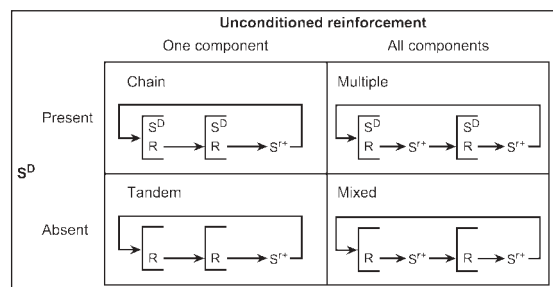 Unconditioned reinforcement
One component All components
Chain Multiple
Present
S^D S^D S^D S^D
R R S^r+ R S^r+ R S^r+
S^D
Tandem Mixed
Absent
R R S^r+ R S^r+ R S^r+